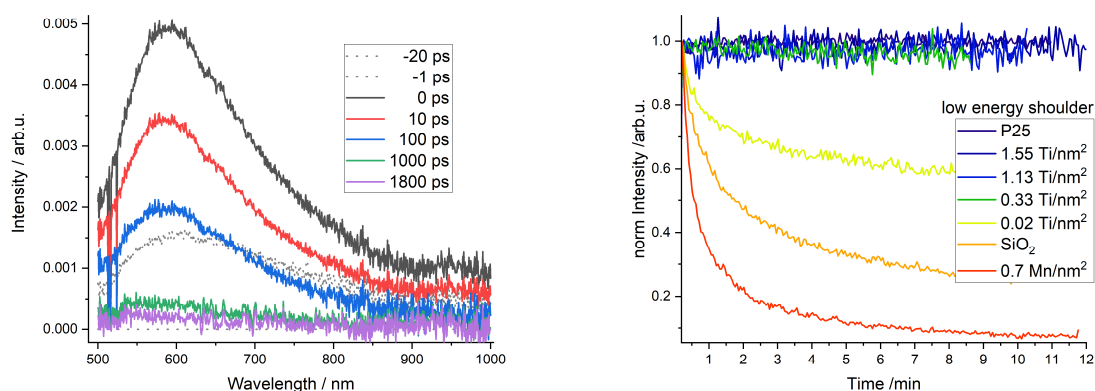 0.005
0.004
0.003
0.002
0.001
0.000
Intensity / arb.u.
500 600 700 800 900 1000
Wavelength / nm
-20 ps
-1 ps
0 ps
10 ps
100 ps
1000 ps
1800 ps
1.0
0.8
0.6
0.4
0.2
norm Intensity /arb.u.
1 2 3 4 5 6 7 8 9 10 11 12
Time /min
low energy shoulder
P25
1.55 Ti/nm²
1.13 Ti/nm²
0.33 Ti/nm²
0.02 Ti/nm²
SiO₂
0.7 Mn/nm²